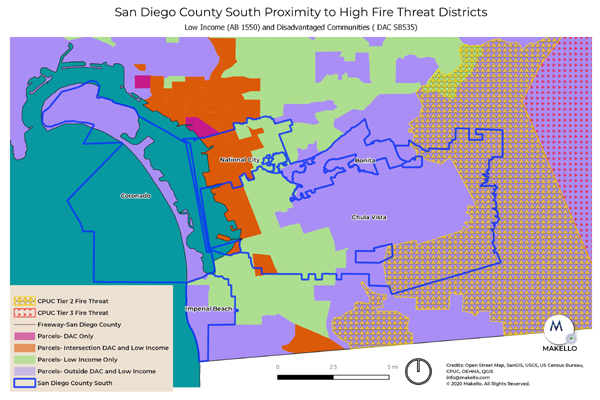 San Diego County South Proximity to High Fire Threat Districts
Low Income (AB 1550) and Disadvantaged Communities ( DAC SB535)
National City
Bonita
Coronado
Chula Vista
Imperial Beach
CPUC Tier 2 Fire Threat
CPUC Tier 3 Fire Threat
Freeway-San Diego County
Parcels- DAC Only
Parcels- Intersection DAC and Low Income
Parcels- Low Income Only
Parcels- Outside DAC and Low Income
San Diego County South
0 2.5 5 mi
M
MAKELLO
Credits: Open Street Map, SanGIS, USGS, US Census Bureau,
CPUC, OEHHA, QGIS
info@makello.com
© 2020 Makello. All Rights Reserved.